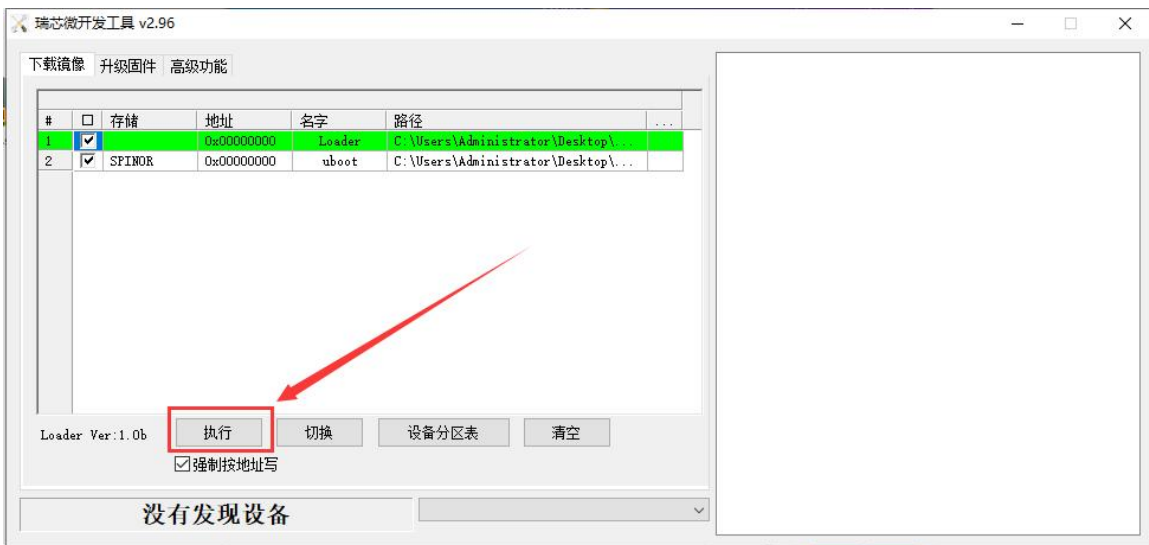 瑞芯微开发工具 v2.96
下载镜像 升级固件 高级功能
# 存储 地址 名字 路径 ...
1 0x00000000 Loader C:\Users\Administrator\Desktop\...
2 SPINOR 0x00000000 uboot C:\Users\Administrator\Desktop\...
Loader Ver:1.0b 执行 切换 设备分区表 清空
强制按地址写
没有发现设备